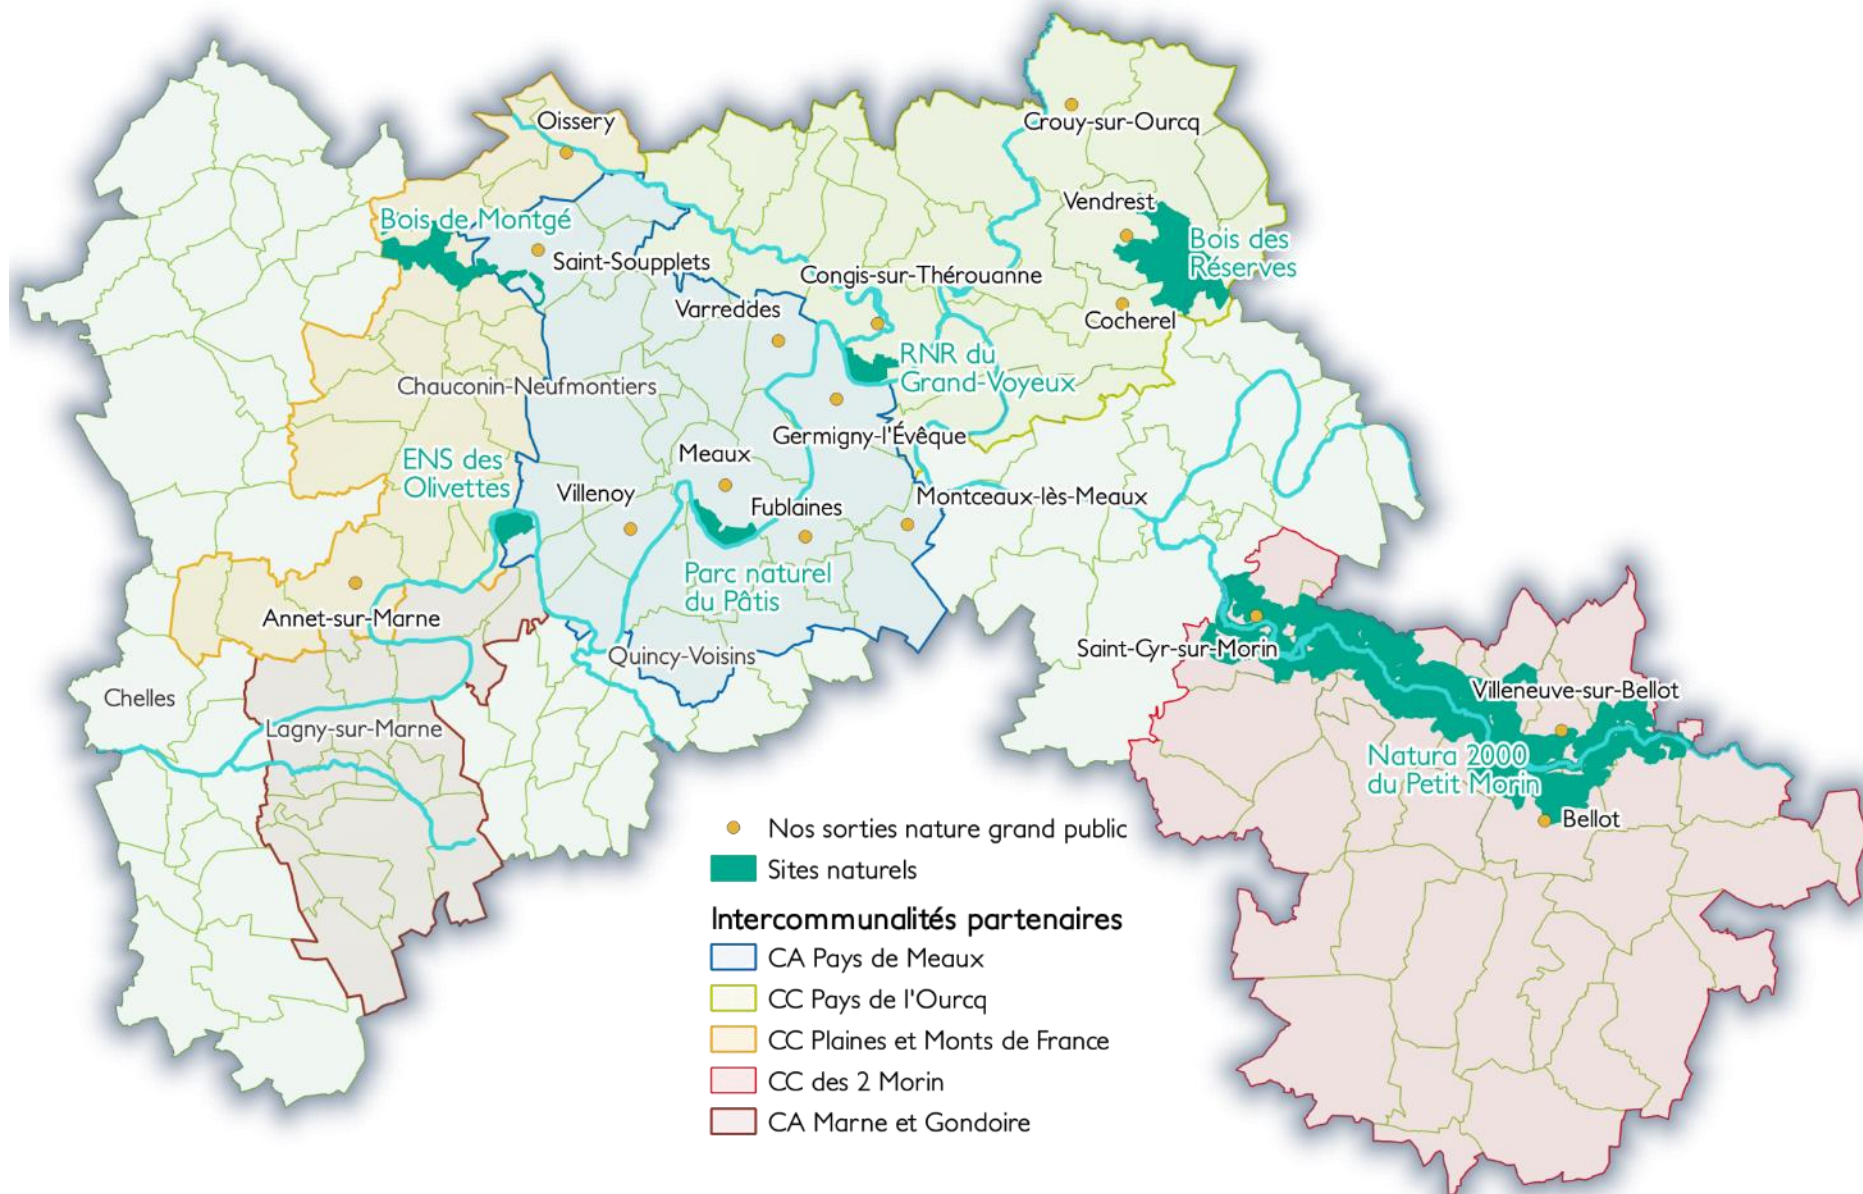 Oissery
Crouy-sur-Ourcq
Vendrest
Bois de Montgé
Bois des
Réserves
Saint-Soupplets
Congis-sur-Thérouanne
Varreddes
Cocherel
RNR du
Grand-Voyeux
Chauconin-Neufmontiers
Germigny-l'Évêque
Meaux
ENS des
Olivettes
Villenoy
Fublaines
Montceaux-lès-Meaux
Parc naturel
du Pâtis
Annet-sur-Marne
Quincy-Voisins
Saint-Cyr-sur-Morin
Chelles
Villeneuve-sur-Bellot
Lagny-sur-Marne
Natura 2000
du Petit Morin
Bellot
Nos sorties nature grand public
Sites naturels
Intercommunalités partenaires
CA Pays de Meaux
CC Pays de l'Ourcq
CC Plaines et Monts de France
CC des 2 Morin
CA Marne et Gondoire